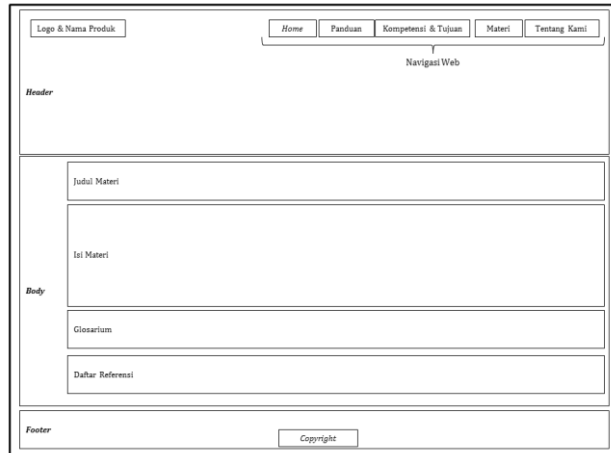 Logo & Nama Produk
Home
Panduan
Kompetensi & Tujuan
Materi
Tentang Kami
Navigasi Web
Header
Judul Materi
Isi Materi
Body
Glosarium
Daftar Referensi
Footer
Copyright